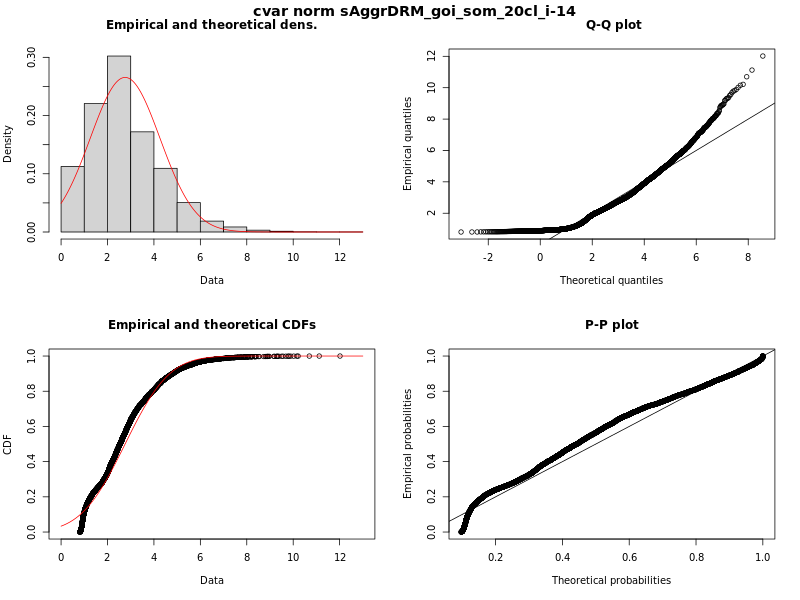 cvar norm sAggrDRM_goi_som_20cl_i-14
Empirical and theoretical dens.
Density
0.00 0.10 0.20 0.30
0 2 4 6 8 10 12
Data
Q-Q plot
Empirical quantiles
2 4 6 8 10 12
-2 0 2 4 6 8
Theoretical quantiles
Empirical and theoretical CDFs
CDF
0.0 0.2 0.4 0.6 0.8 1.0
0 2 4 6 8 10 12
Data
P-P plot
Empirical probabilities
0.0 0.2 0.4 0.6 0.8 1.0
0.2 0.4 0.6 0.8 1.0
Theoretical probabilities